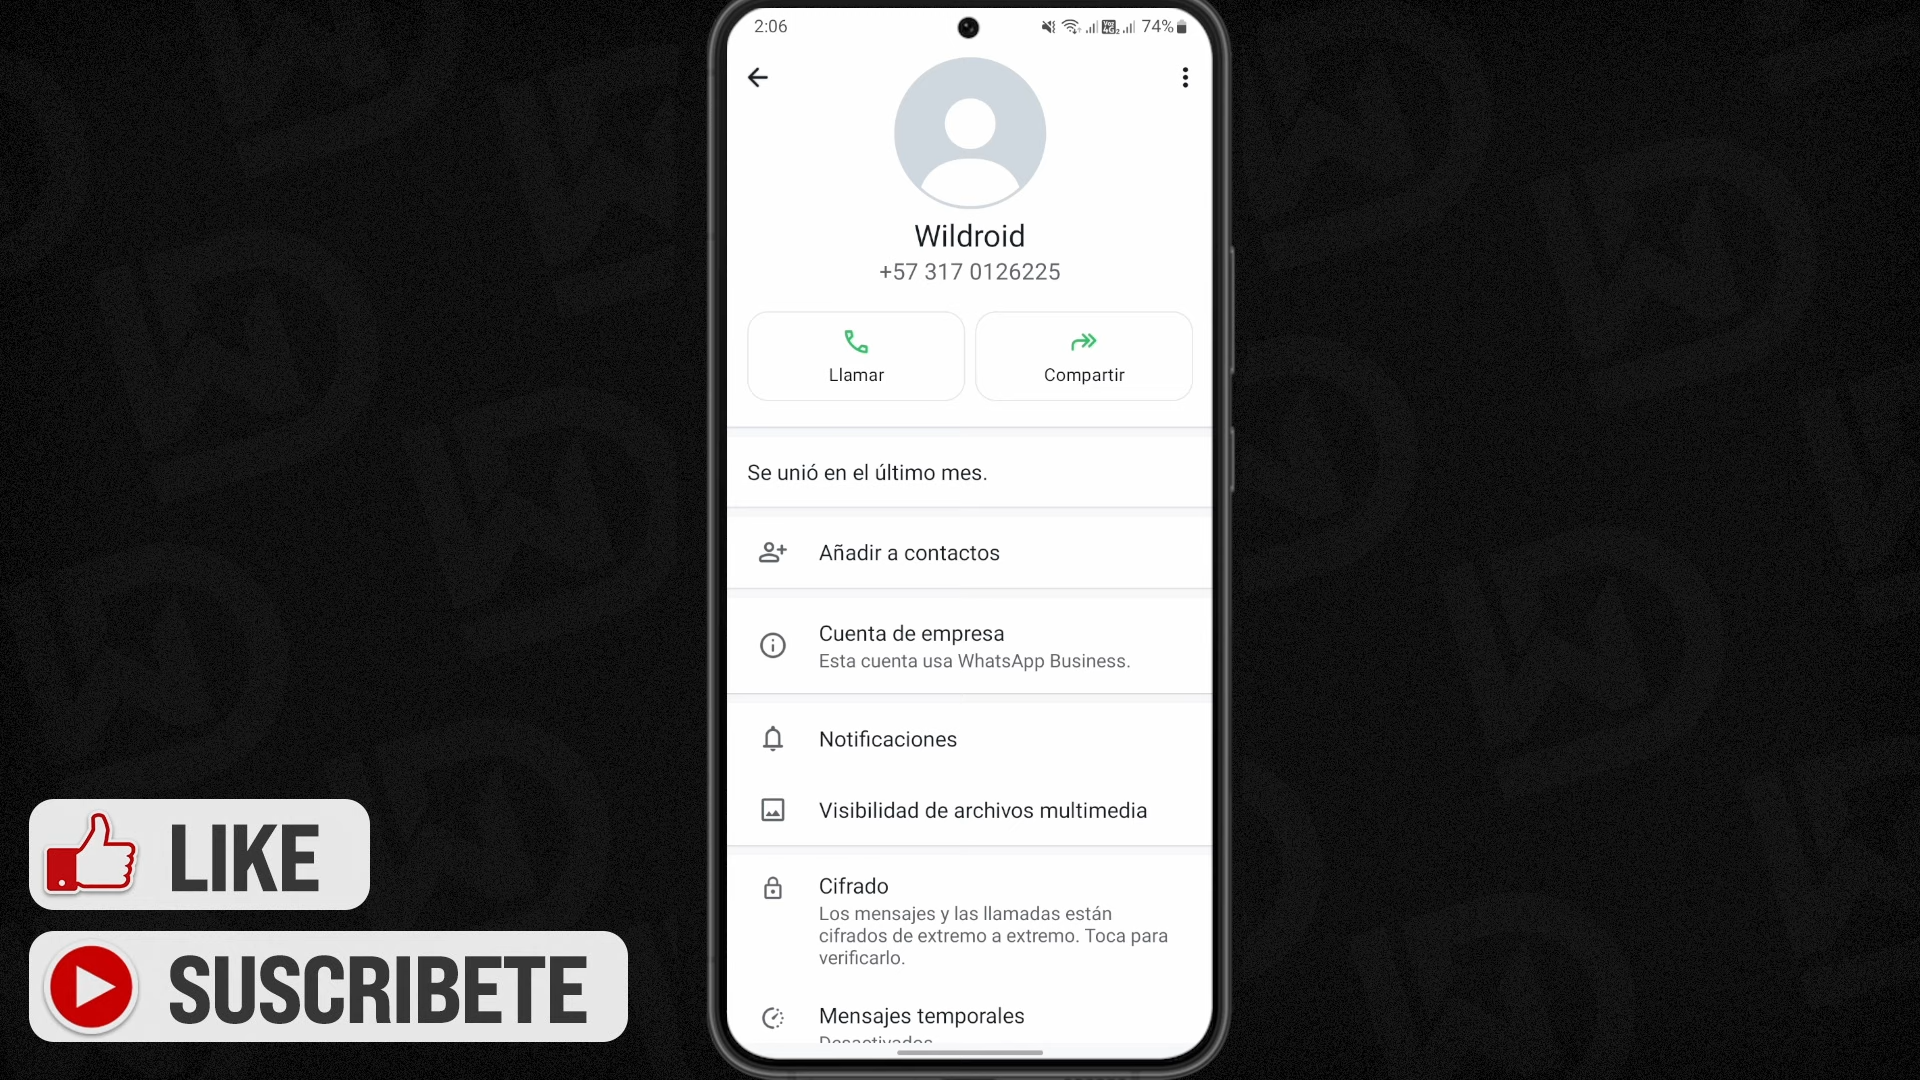 2:06
74%
Wildroid
+57 317 0126225
Llamar
Compartir
Se unió en el último mes.
Añadir a contactos
Cuenta de empresa
Esta cuenta usa WhatsApp Business.
Notificaciones
Visibilidad de archivos multimedia
Cifrado
Los mensajes y las llamadas están
cifrados de extremo a extremo. Toca para
verificarlo.
Mensajes temporales
Desactivados
LIKE
SUSCRIBETE